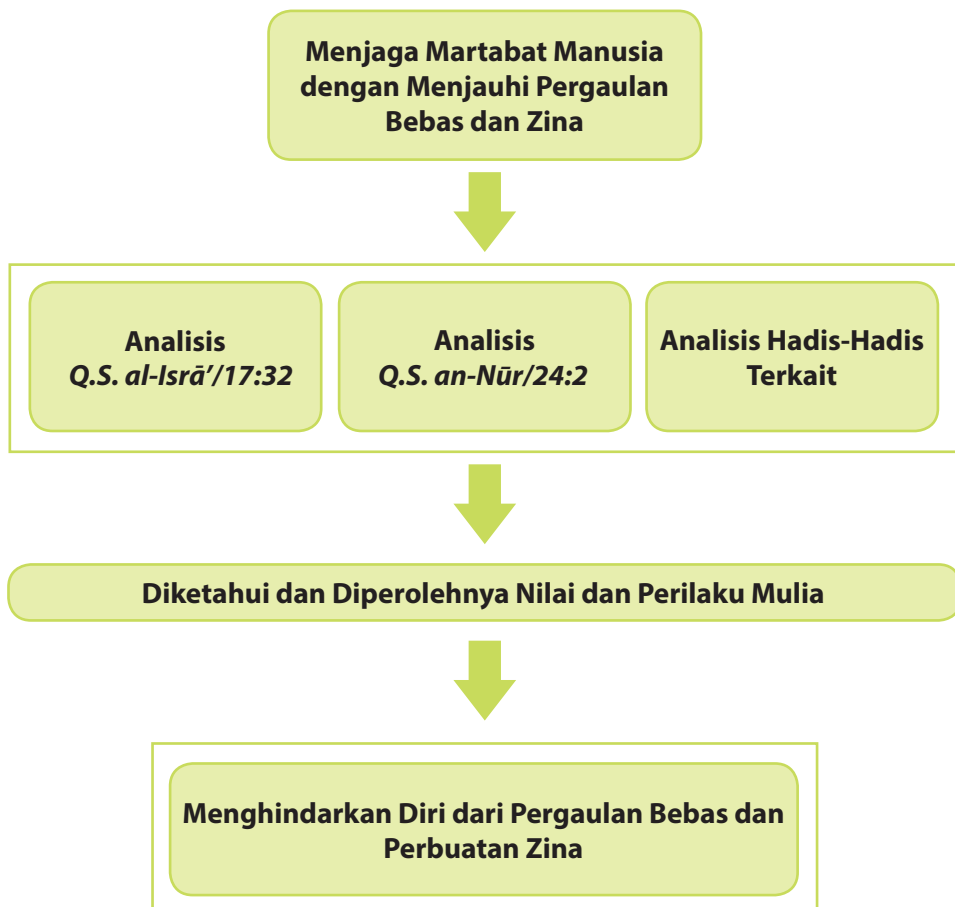 Menjaga Martabat Manusia
dengan Menjauhi Pergaulan
Bebas dan Zina
Analisis
Q.S. al-Isrā'/17:32
Analisis
Q.S. an-Nūr/24:2
Analisis Hadis-Hadis
Terkait
Diketahui dan Diperolehnya Nilai dan Perilaku Mulia
Menghindarkan Diri dari Pergaulan Bebas dan
Perbuatan Zina